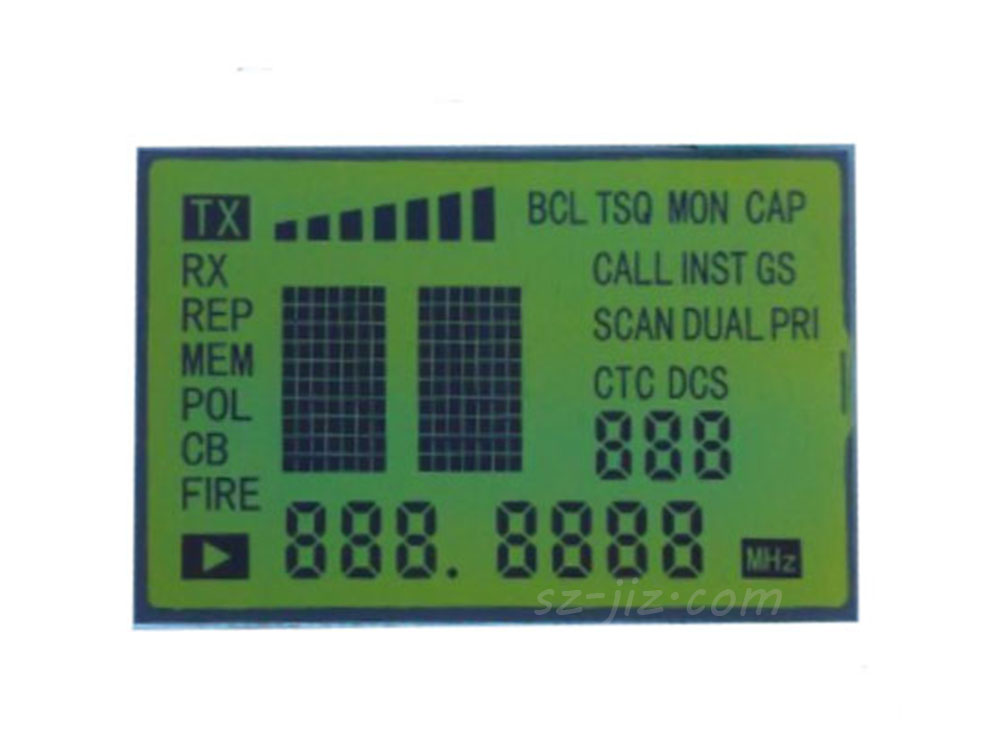 TX BCL TSQ MON CAP
RX CALL INST GS
REP SCAN DUAL PRI
MEM
POL CTC DCS
CB 888
FIRE
888.8888 MHz
sz-jiz.com